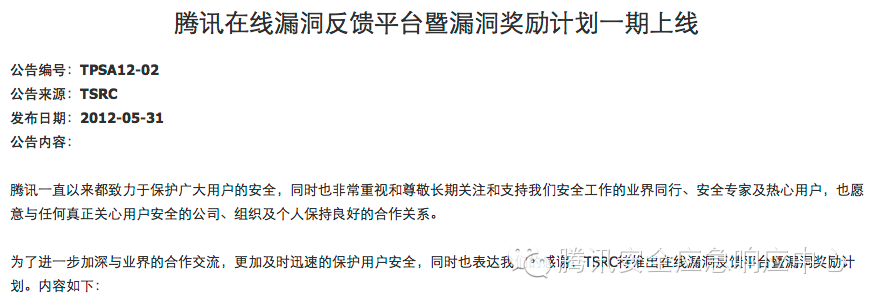 腾讯在线漏洞反馈平台暨漏洞奖励计划一期上线
公告编号：TPSA12-02
公告来源：TSRC
发布日期：2012-05-31
公告内容：
腾讯一直以来都致力于保护广大用户的安全，同时也非常重视和尊敬长期关注和支持我们安全工作的业界同行、安全专家及热心用户，也愿
意与任何真正关心用户安全的公司、组织及个人保持良好的合作关系。
为了进一步加深与业界的合作交流，更加及时迅速的保护用户安全，同时也表达我 感谢，TSRC特推出在线漏洞反馈平台暨漏洞奖励计
划。内容如下：
腾讯安全应急响应中心